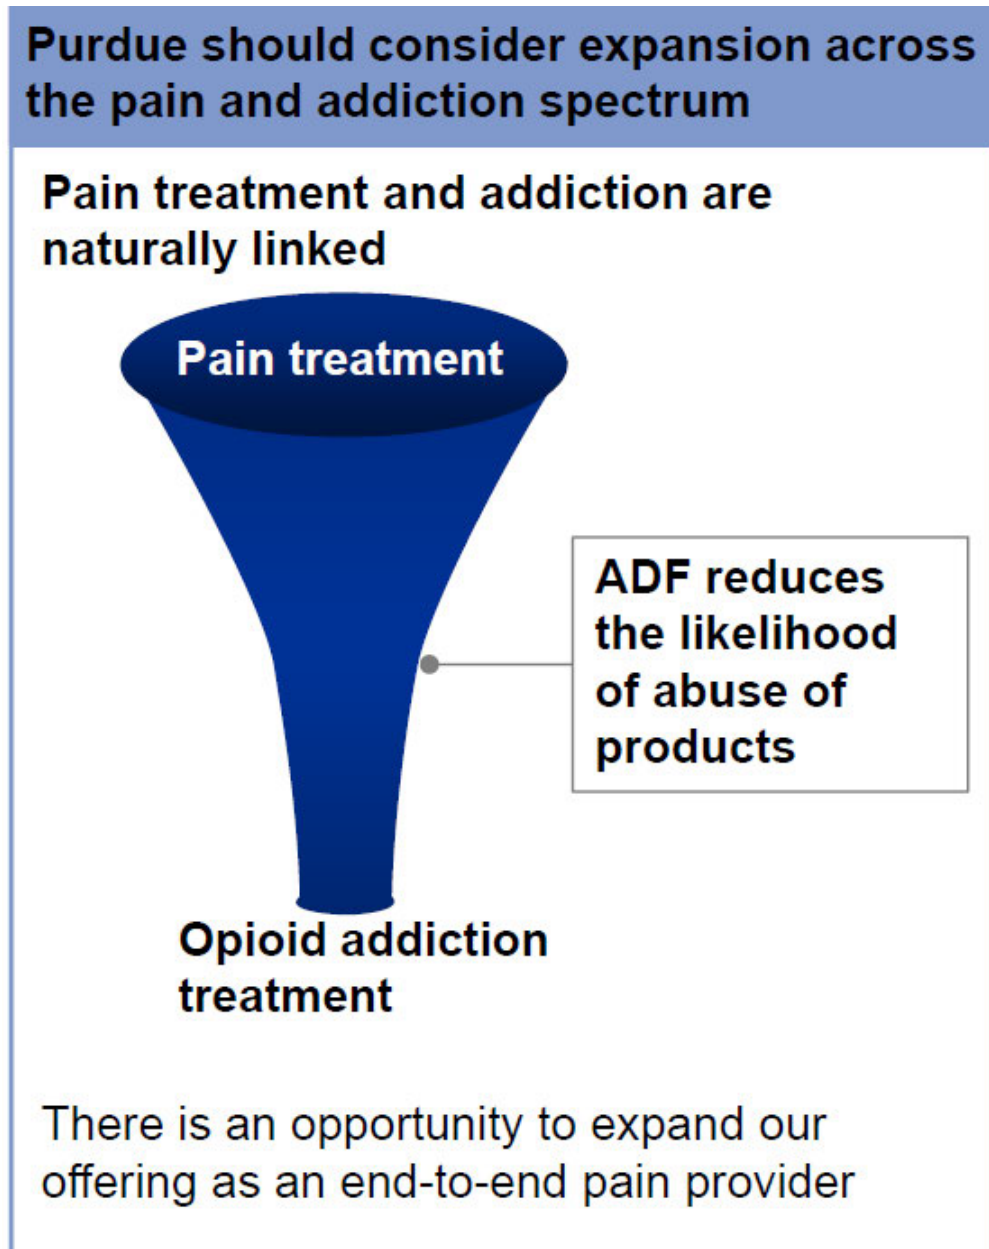 Purdue should consider expansion across
the pain and addiction spectrum
Pain treatment and addiction are
naturally linked
Pain treatment
ADF reduces
the likelihood
of abuse of
products
Opioid addiction
treatment
There is an opportunity to expand our
offering as an end-to-end pain provider